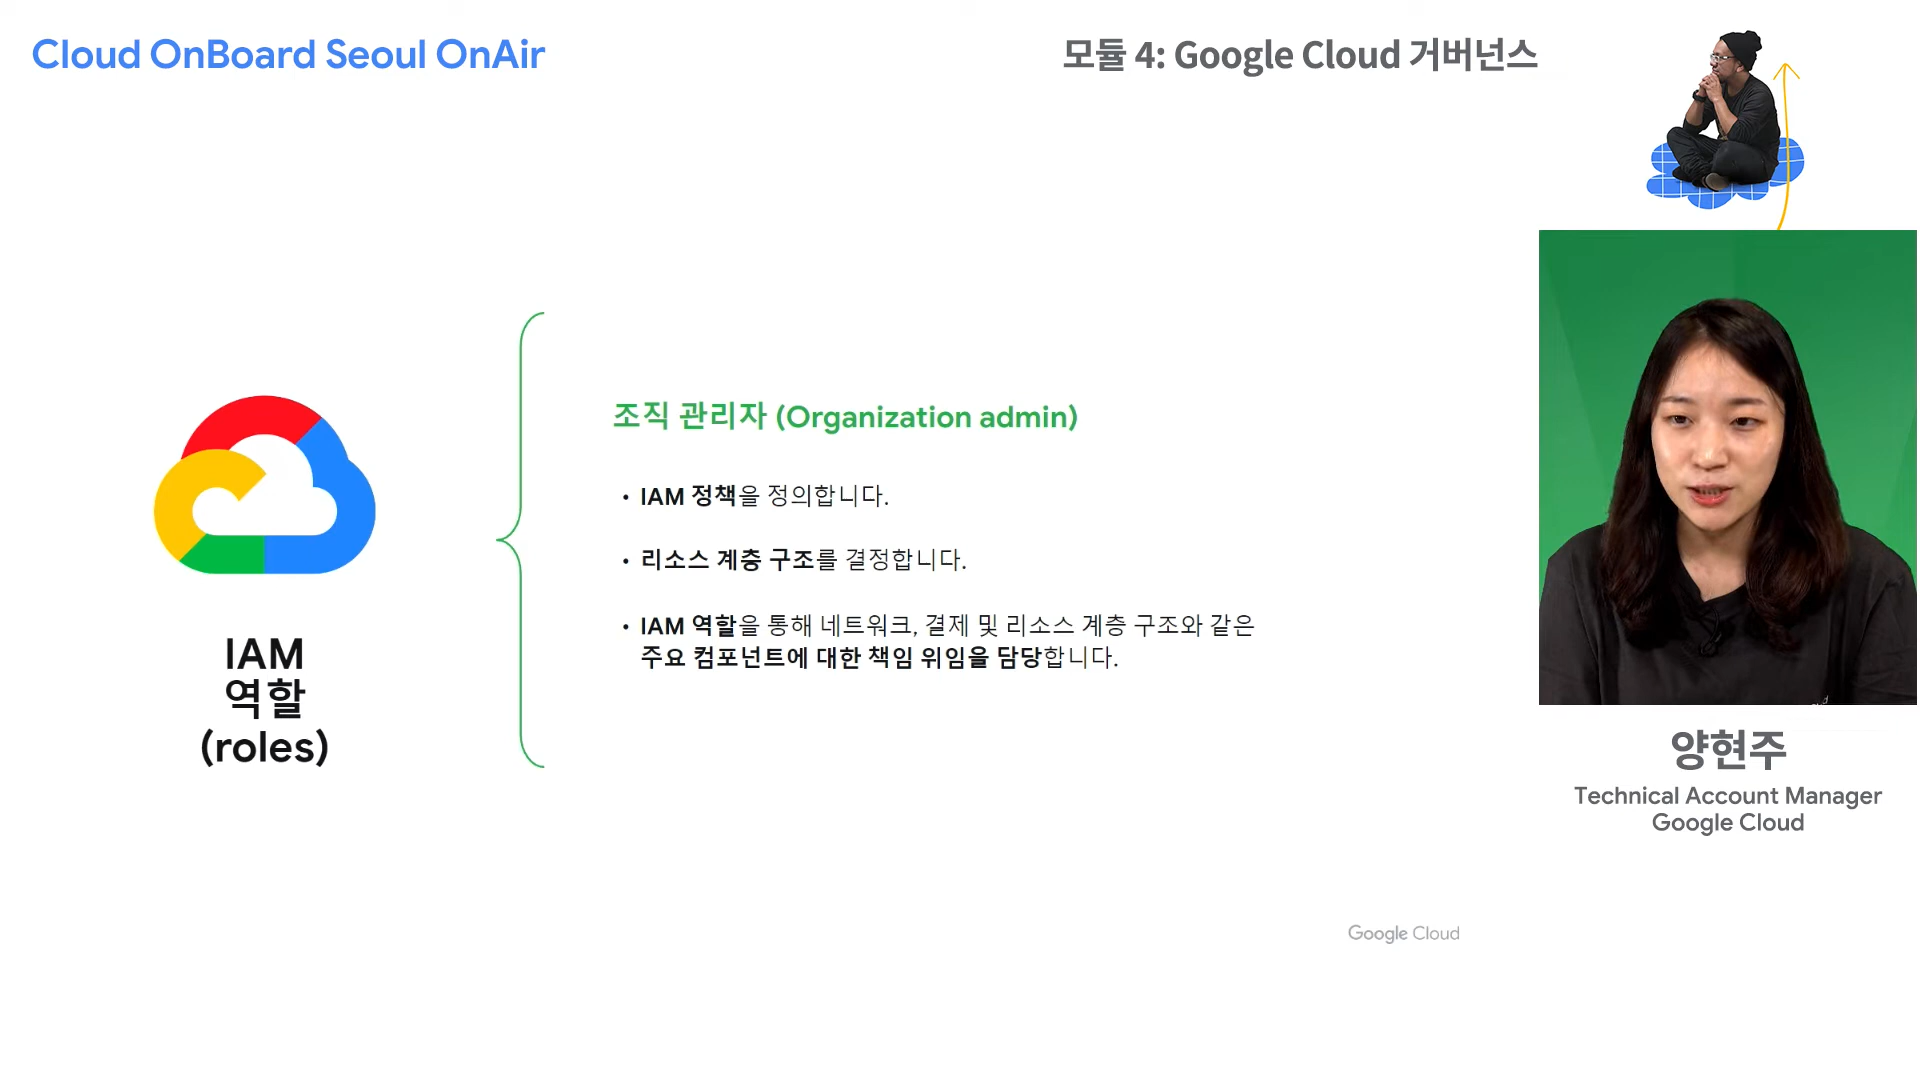 Cloud OnBoard Seoul OnAir
모듈 4: Google Cloud 거버넌스
IAM
역할
(roles)
조직 관리자 (Organization admin)
• IAM 정책을 정의합니다.
• 리소스 계층 구조를 결정합니다.
• IAM 역할을 통해 네트워크, 결제 및 리소스 계층 구조와 같은
주요 컴포넌트에 대한 책임 위임을 담당합니다.
양현주
Technical Account Manager
Google Cloud
Google Cloud